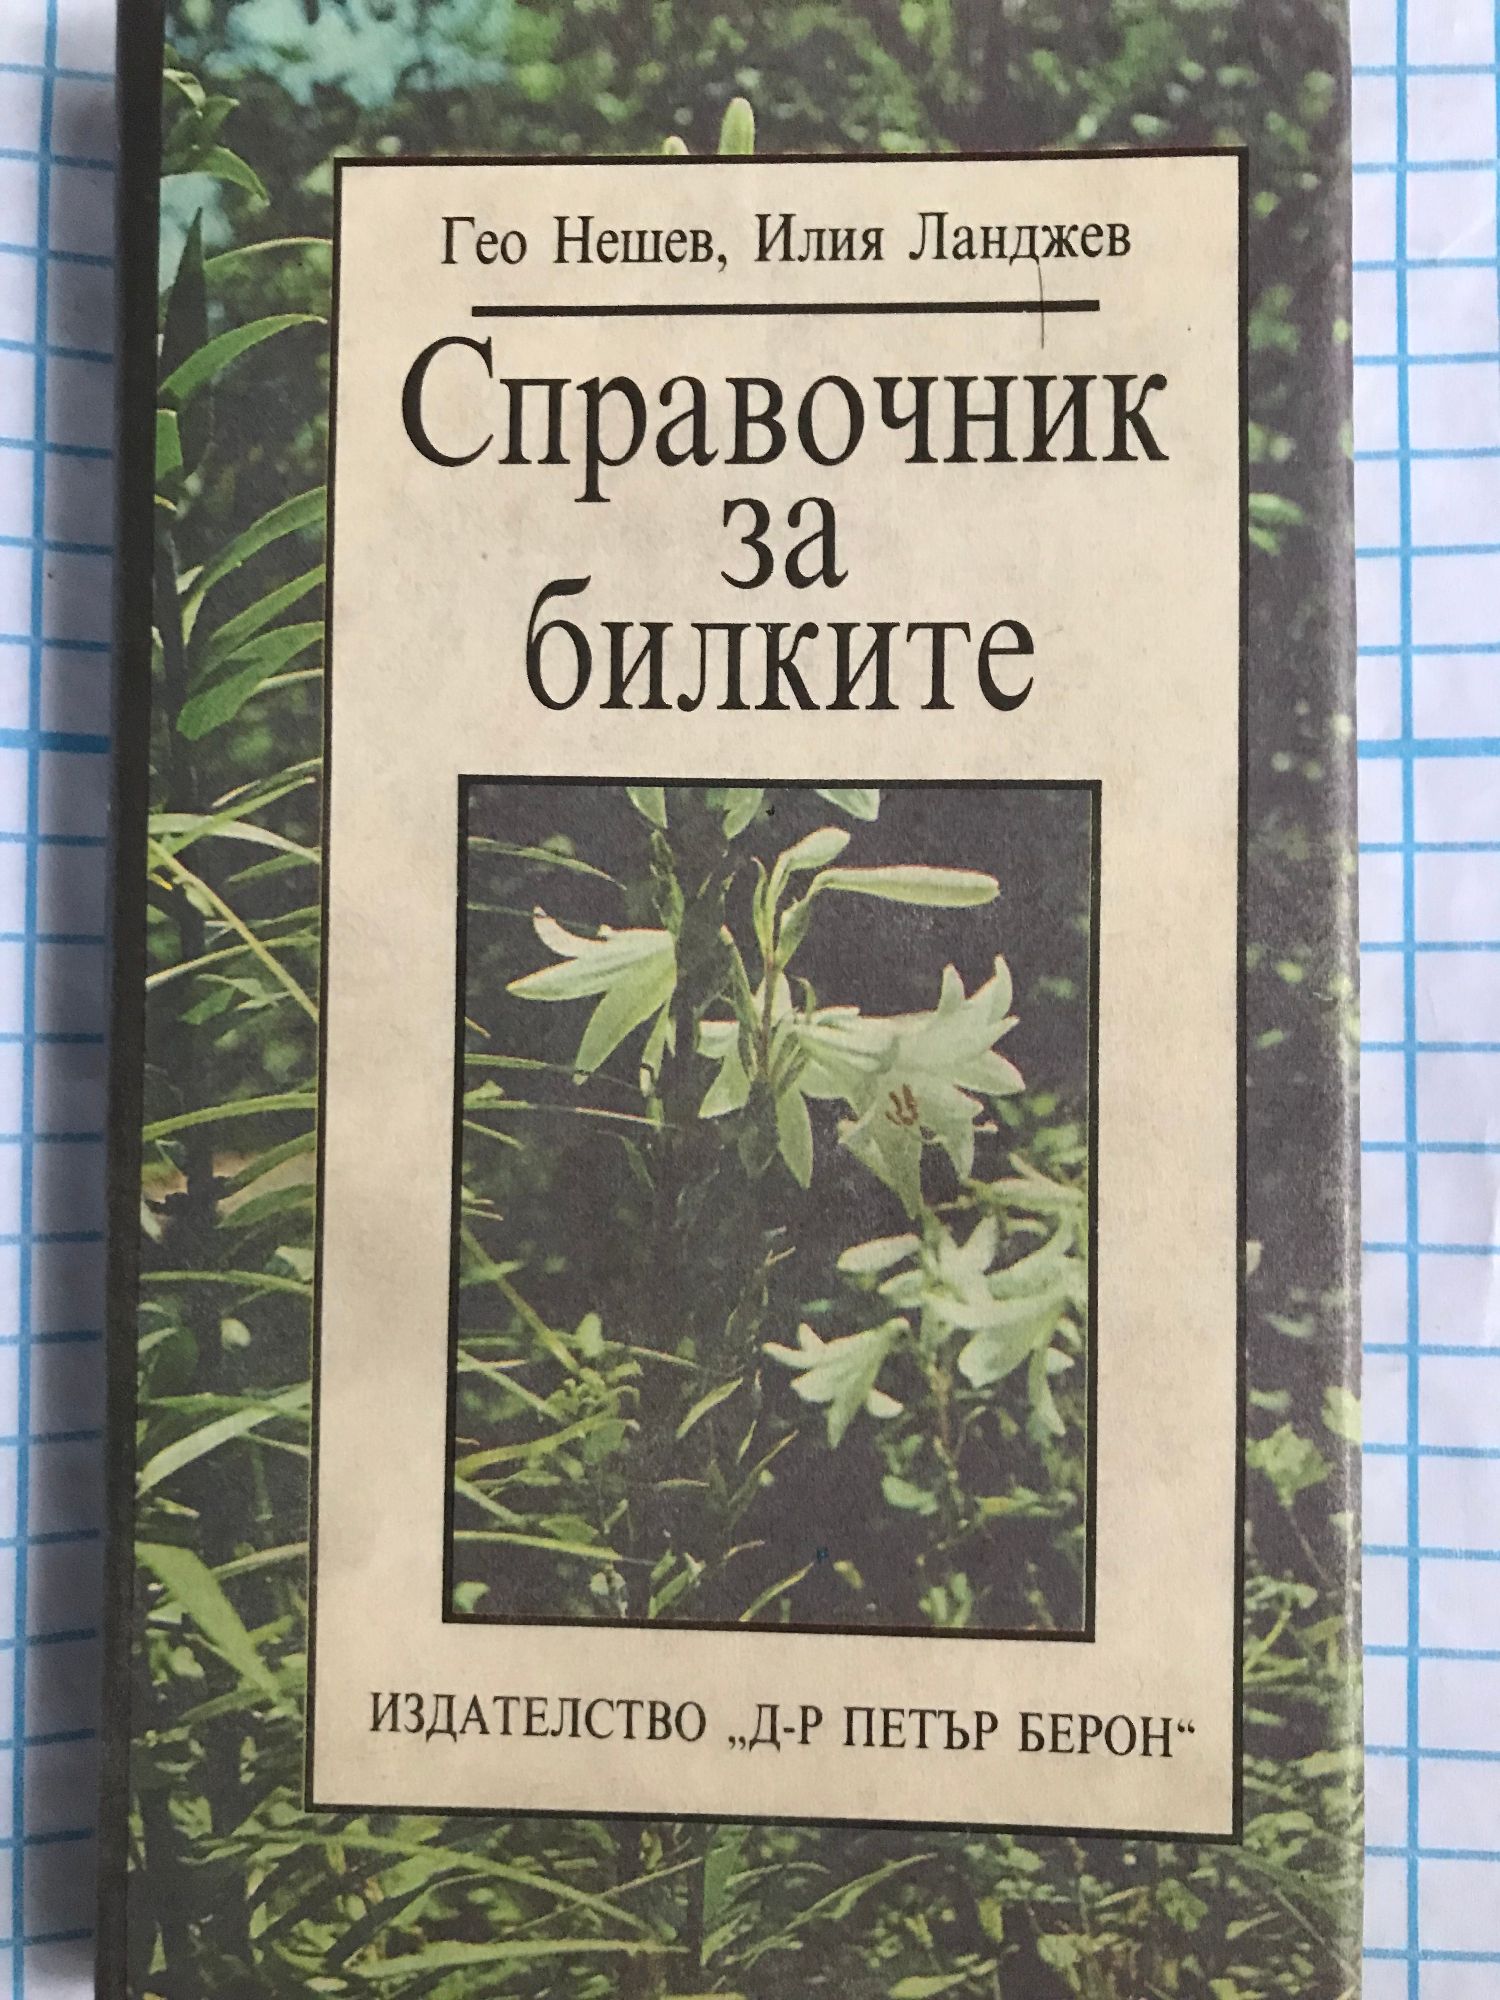 Гео Нешев, Илия Ланджев
Справочник
за
билките
ИЗДАТЕЛСТВО „Д-Р ПЕТЪР БЕРОН“